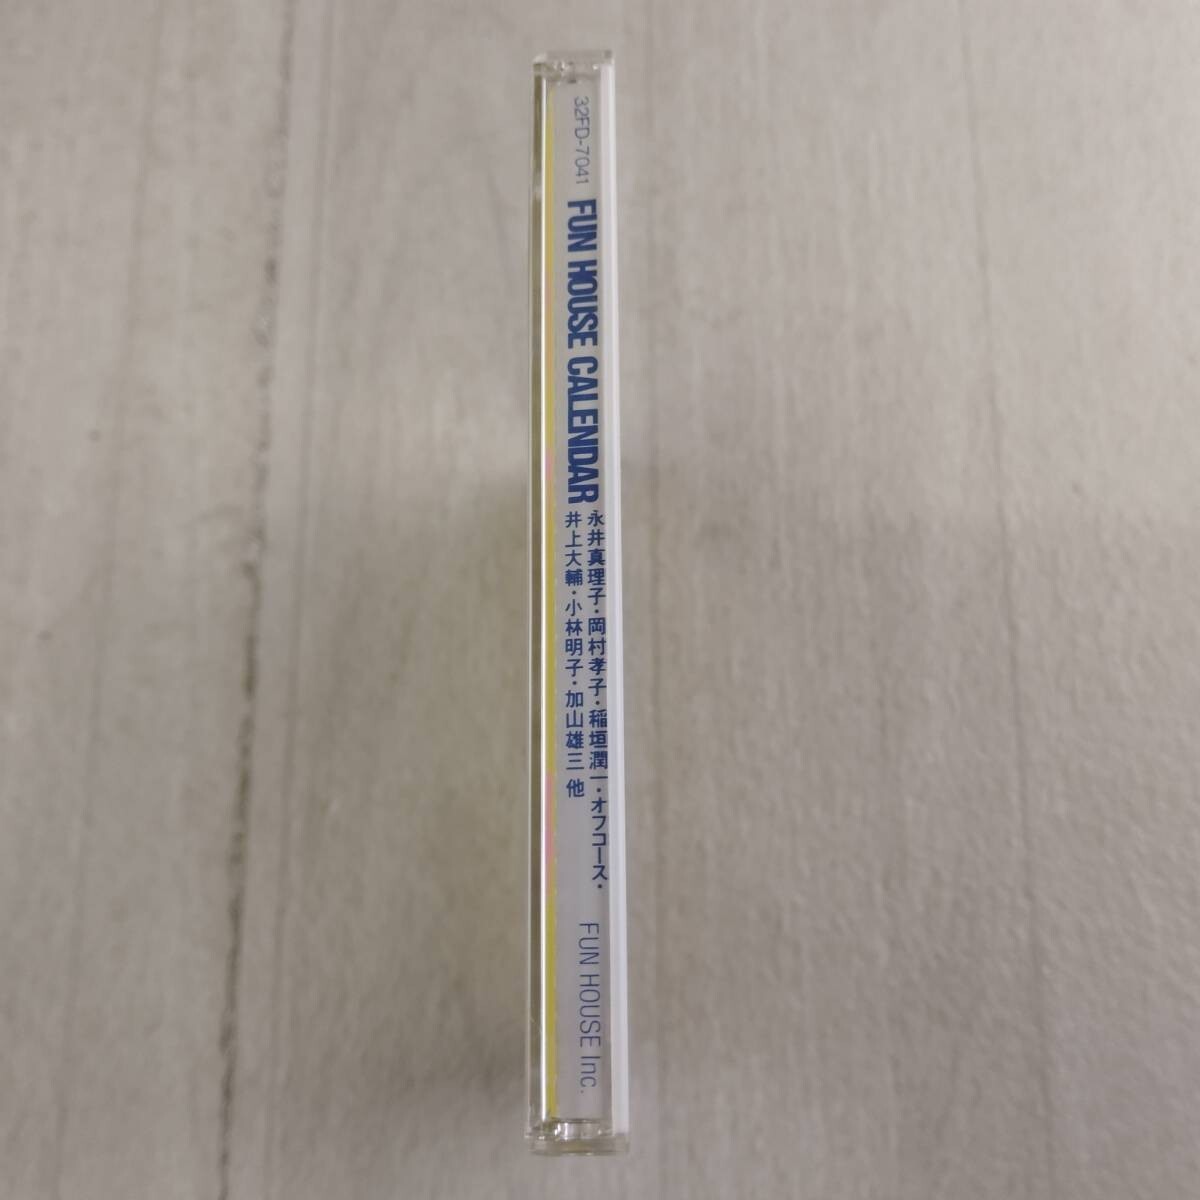 32FD-7041
FUN HOUSE CALENDAR
永井真理子・岡村孝子・稲垣潤一・オフコース・
井上大輔・小林明子・加山雄三 他
FUN HOUSE Inc.